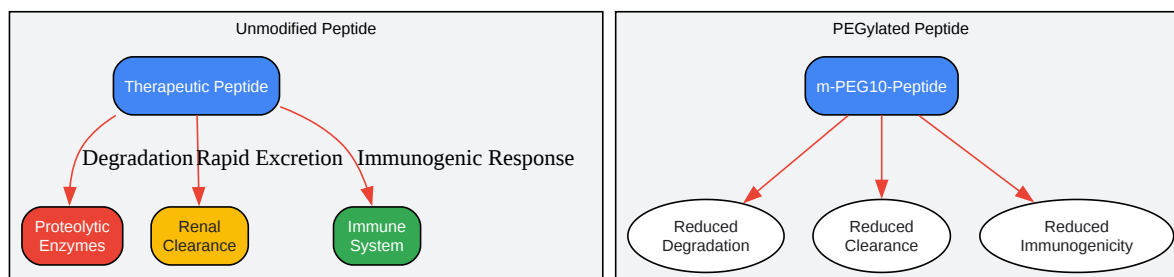 Unmodified Peptide
Therapeutic Peptide
Degradation
Rapid Excretion
Immunogenic Response
Proteolytic
Enzymes
Renal
Clearance
Immune
System
PEGylated Peptide
m-PEG10-Peptide
Reduced
Degradation
Reduced
Clearance
Reduced
Immunogenicity